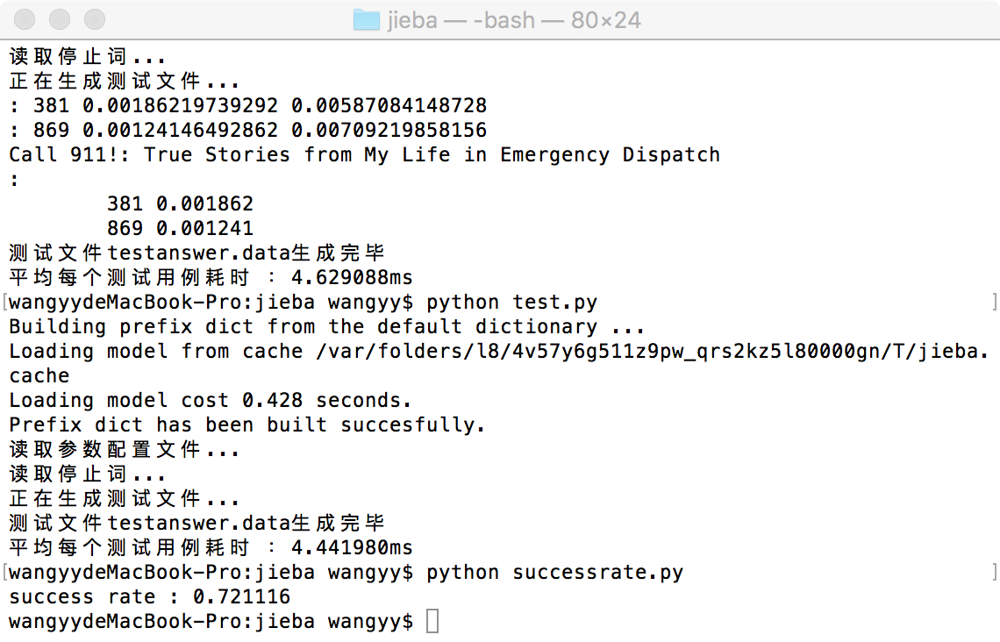 jieba — -bash — 80×24
读取停止词...
正在生成测试文件...
: 381 0.00186219739292 0.00587084148728
: 869 0.00124146492862 0.00709219858156
Call 911!: True Stories from My Life in Emergency Dispatch
:
381 0.001862
869 0.001241
测试文件testanswer.data生成完毕
平均每个测试用例耗时 : 4.629088ms
[wangyydeMacBook-Pro:jieba wangyy$ python test.py ]
Building prefix dict from the default dictionary ...
Loading model from cache /var/folders/l8/4v57y6g511z9pw_qrs2kz5l80000gn/T/jieba.
cache
Loading model cost 0.428 seconds.
Prefix dict has been built succesfully.
读取参数配置文件...
读取停止词...
正在生成测试文件...
测试文件testanswer.data生成完毕
平均每个测试用例耗时 : 4.441980ms
[wangyydeMacBook-Pro:jieba wangyy$ python successrate.py ]
success rate : 0.721116
wangyydeMacBook-Pro:jieba wangyy$